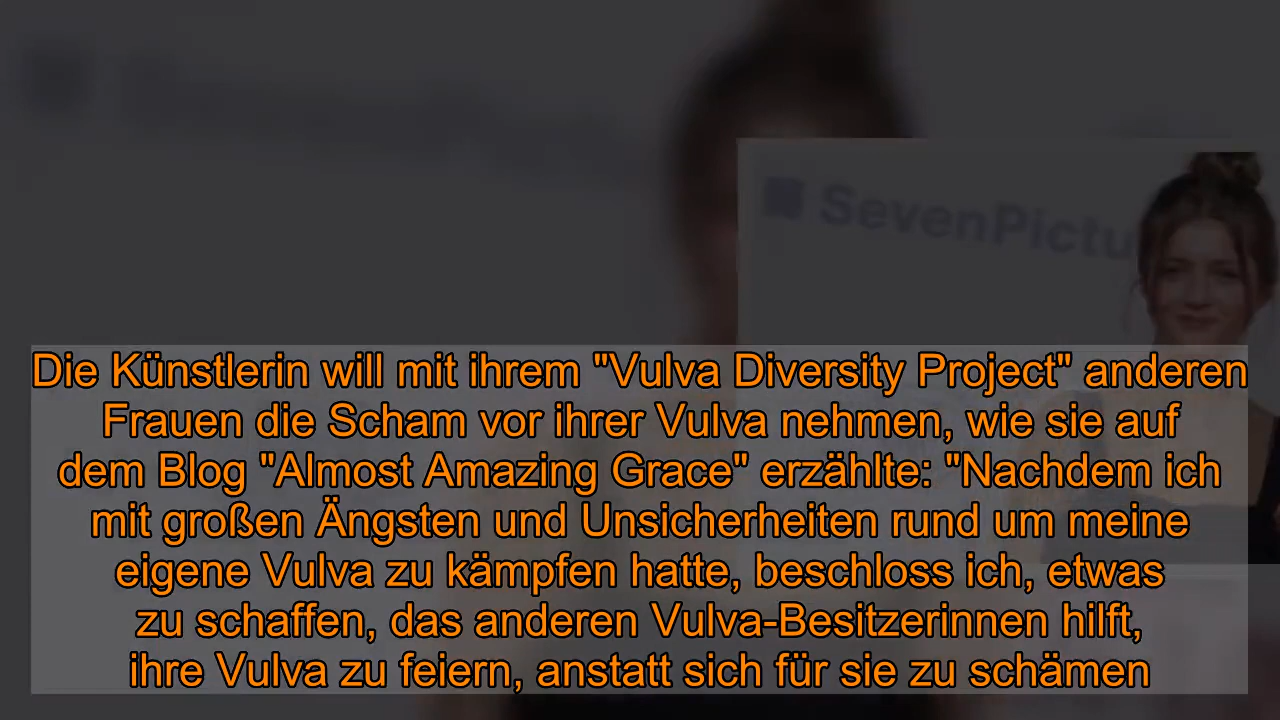 SevenPictu
Die Künstlerin will mit ihrem "Vulva Diversity Project" anderen
Frauen die Scham vor ihrer Vulva nehmen, wie sie auf
dem Blog "Almost Amazing Grace" erzählte: "Nachdem ich
mit großen Ängsten und Unsicherheiten rund um meine
eigene Vulva zu kämpfen hatte, beschloss ich, etwas
zu schaffen, das anderen Vulva-Besitzerinnen hilft,
ihre Vulva zu feiern, anstatt sich für sie zu schämen